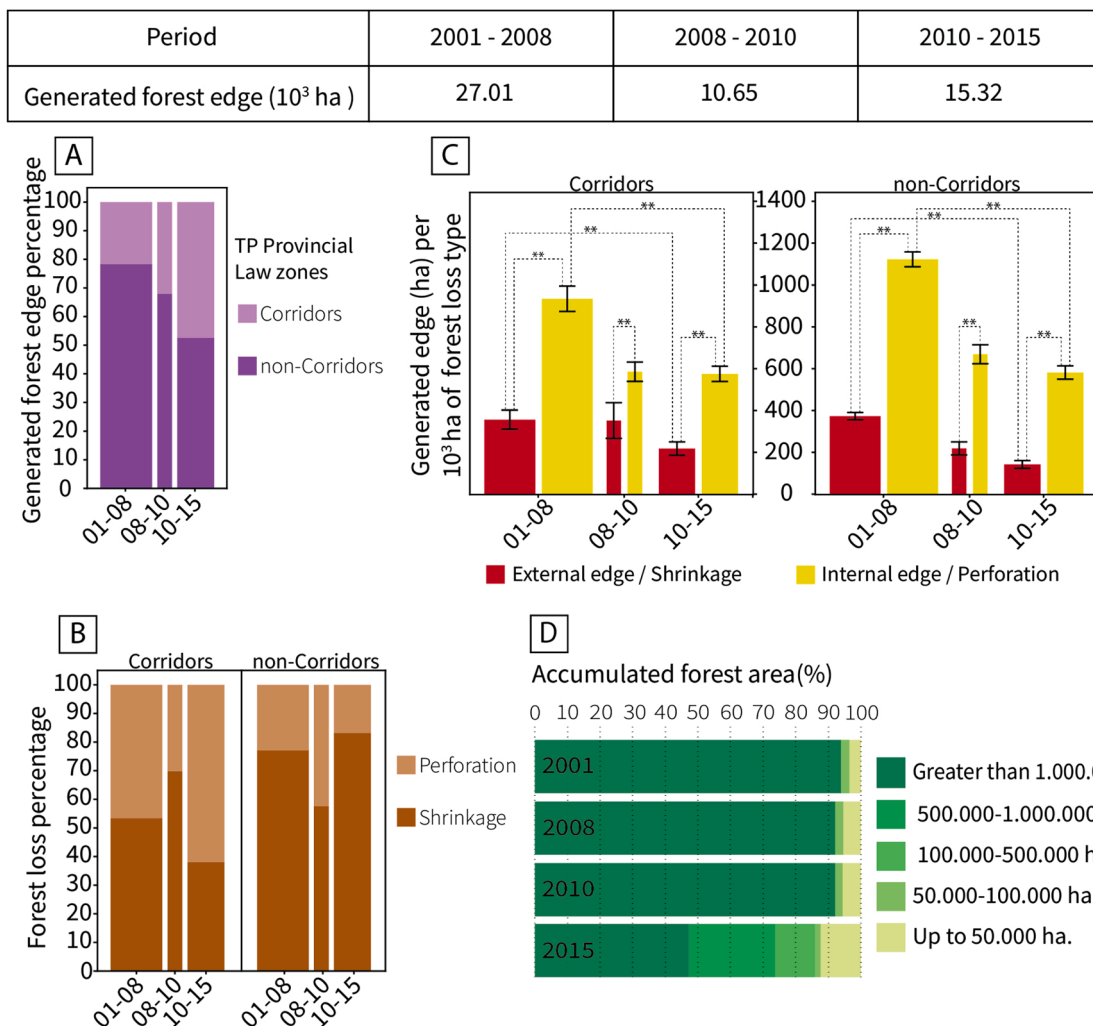 Period 2001 - 2008 2008 - 2010 2010 - 2015
Generated forest edge (10³ ha ) 27.01 10.65 15.32
A
Generated forest edge percentage
100
90
80
70
60
50
40
30
20
10
0
01-08 08-10 10-15
TP Provincial
Law zones
Corridors
non-Corridors
C
Generated edge (ha) per
10³ ha of forest loss type
Corridors non-Corridors
1400
1200
1000
800
600
400
200
0
** ** ** ** **
** ** ** ** **
01-08 08-10 10-15 01-08 08-10 10-15
External edge / Shrinkage Internal edge / Perforation
B
Forest loss percentage
Corridors non-Corridors
100
90
80
70
60
50
40
30
20
10
0
01-08 08-10 10-15 01-08 08-10 10-15
Perforation
Shrinkage
D
Accumulated forest area(%)
0 10 20 30 40 50 60 70 80 90 100
2001
2008
2010
2015
Greater than 1.000.
500.000-1.000.000
100.000-500.000 h
50.000-100.000 ha
Up to 50.000 ha.